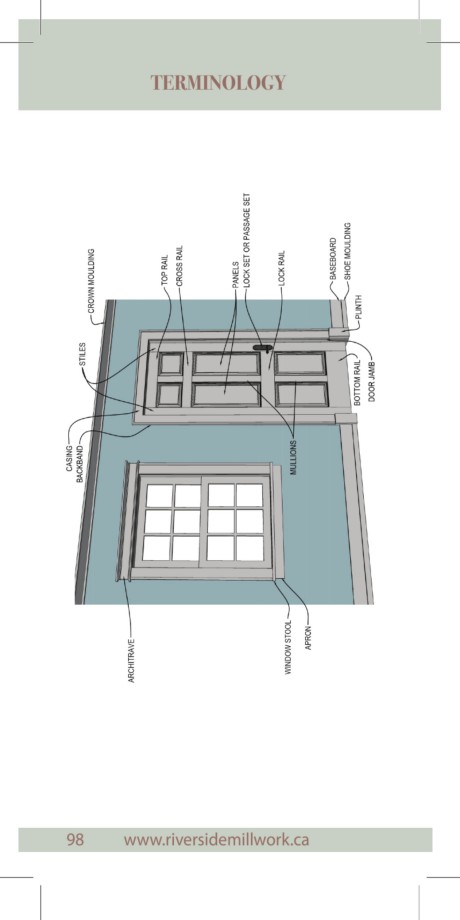 TERMINOLOGY
CROWN MOULDING
STILES
CASING
BACKBAND
TOP RAIL
CROSS RAIL
PANELS
LOCK SET OR PASSAGE SET
LOCK RAIL
BASEBOARD
SHOE MOULDING
PLINTH
DOOR JAMB
BOTTOM RAIL
MULLIONS
ARCHITRAVE
WINDOW STOOL
APRON
98 www.riversidemillwork.ca